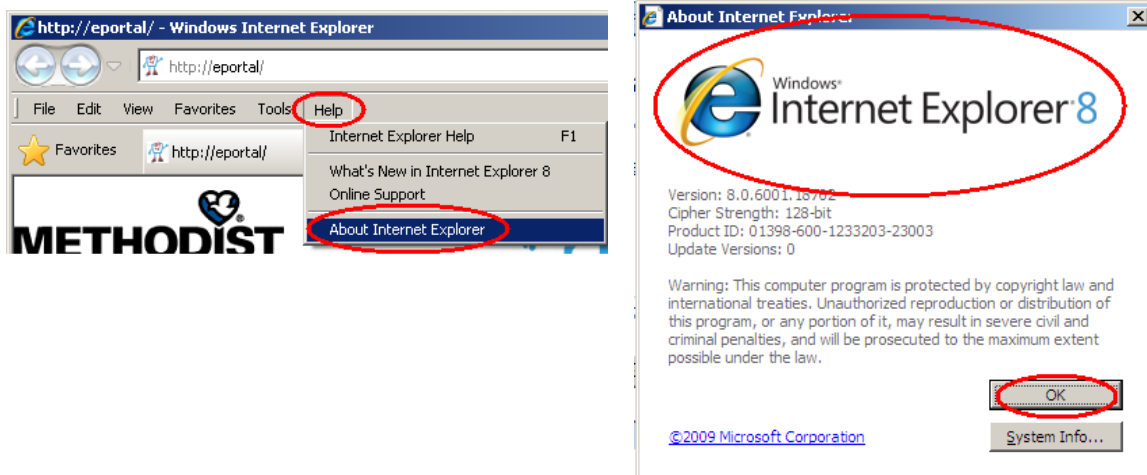 http://eportal/ - Windows Internet Explorer
http://eportal/
File Edit View Favorites Tools Help
Favorites
http://eportal/
Internet Explorer Help F1
What's New in Internet Explorer 8
Online Support
About Internet Explorer
METHODIST
About Internet Explorer
Windows
Internet Explorer 8
Version: 8.0.6001.18702
Cipher Strength: 128-bit
Product ID: 01398-600-1233203-23003
Update Versions: 0
Warning: This computer program is protected by copyright law and
international treaties. Unauthorized reproduction or distribution of
this program, or any portion of it, may result in severe civil and
criminal penalties, and will be prosecuted to the maximum extent
possible under the law.
OK
©2009 Microsoft Corporation
System Info...